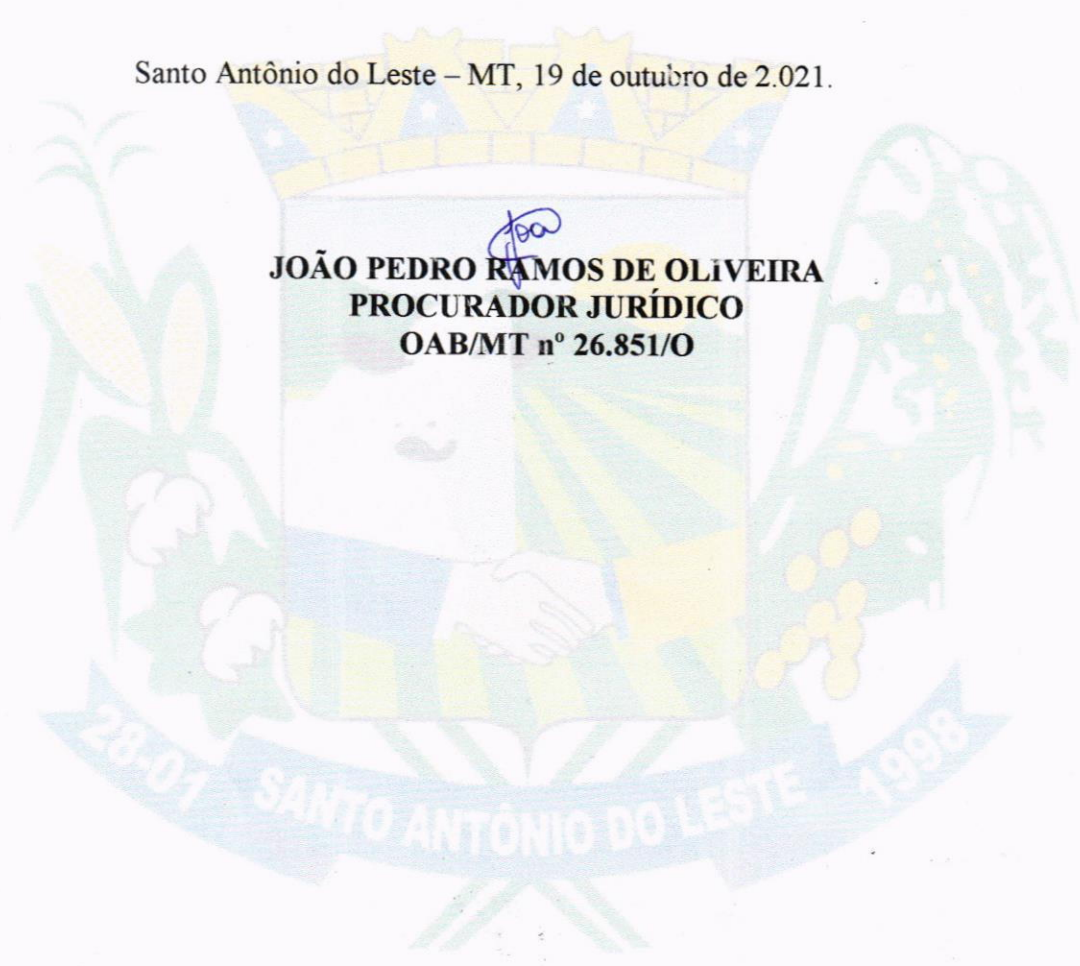 Santo Antônio do Leste – MT, 19 de outubro de 2.021.
JOÃO PEDRO RAMOS DE OLIVEIRA
PROCURADOR JURÍDICO
OAB/MT nº 26.851/O
28-01 SANTO ANTÔNIO DO LESTE 1998